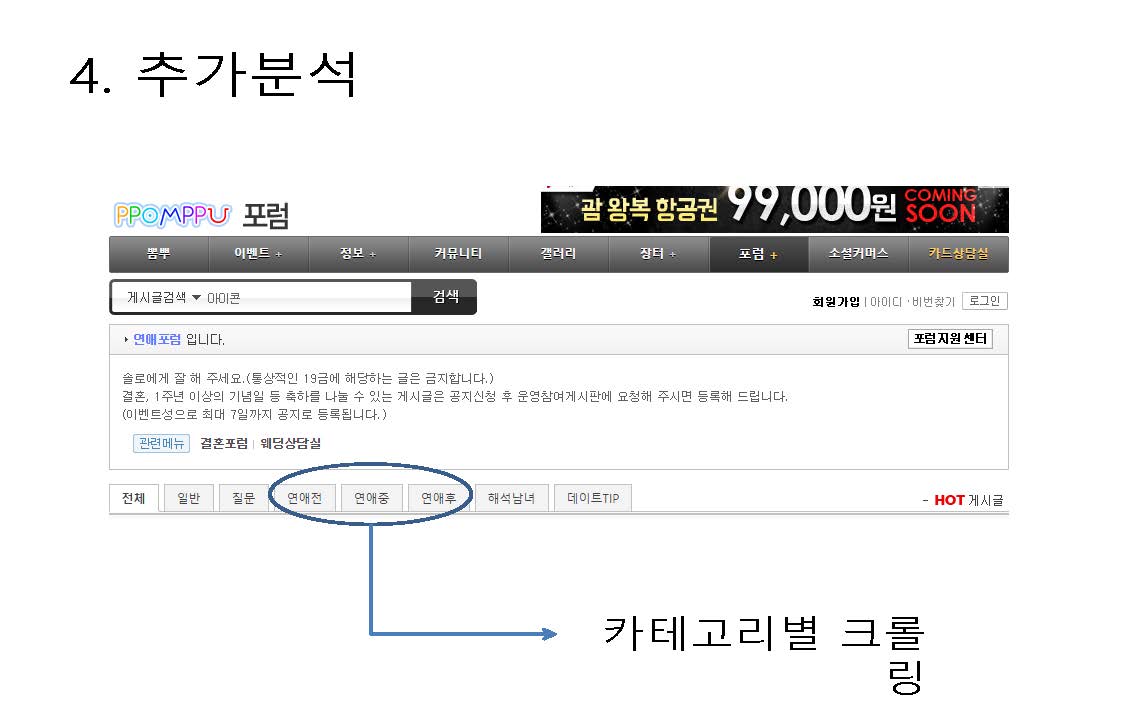 4. 추가분석
PPOMPPU 포럼
괌 왕복 항공권 99,000원 COMING SOON
뽐뿌 이벤트 + 정보 + 커뮤니티 갤러리 장터 + 포럼 + 소셜커머스 카드상담실
게시글검색 아이콘 검색
회원가입 | 아이디·비번찾기 로그인
연애포럼 입니다. 포럼지원센터
솔로에게 잘 해 주세요.(통상적인 19금에 해당하는 글은 금지합니다.)
결혼, 1주년 이상의 기념일 등 축하를 나눌 수 있는 게시글은 공지신청 후 운영참여게시판에 요청해 주시면 등록해 드립니다.
(이벤트성으로 최대 7일까지 공지로 등록됩니다.)
관련메뉴 결혼포럼 | 웨딩상담실
전체 일반 질문 연애전 연애중 연애후 해석남녀 데이트TIP - HOT 게시글
카테고리별 크롤
링